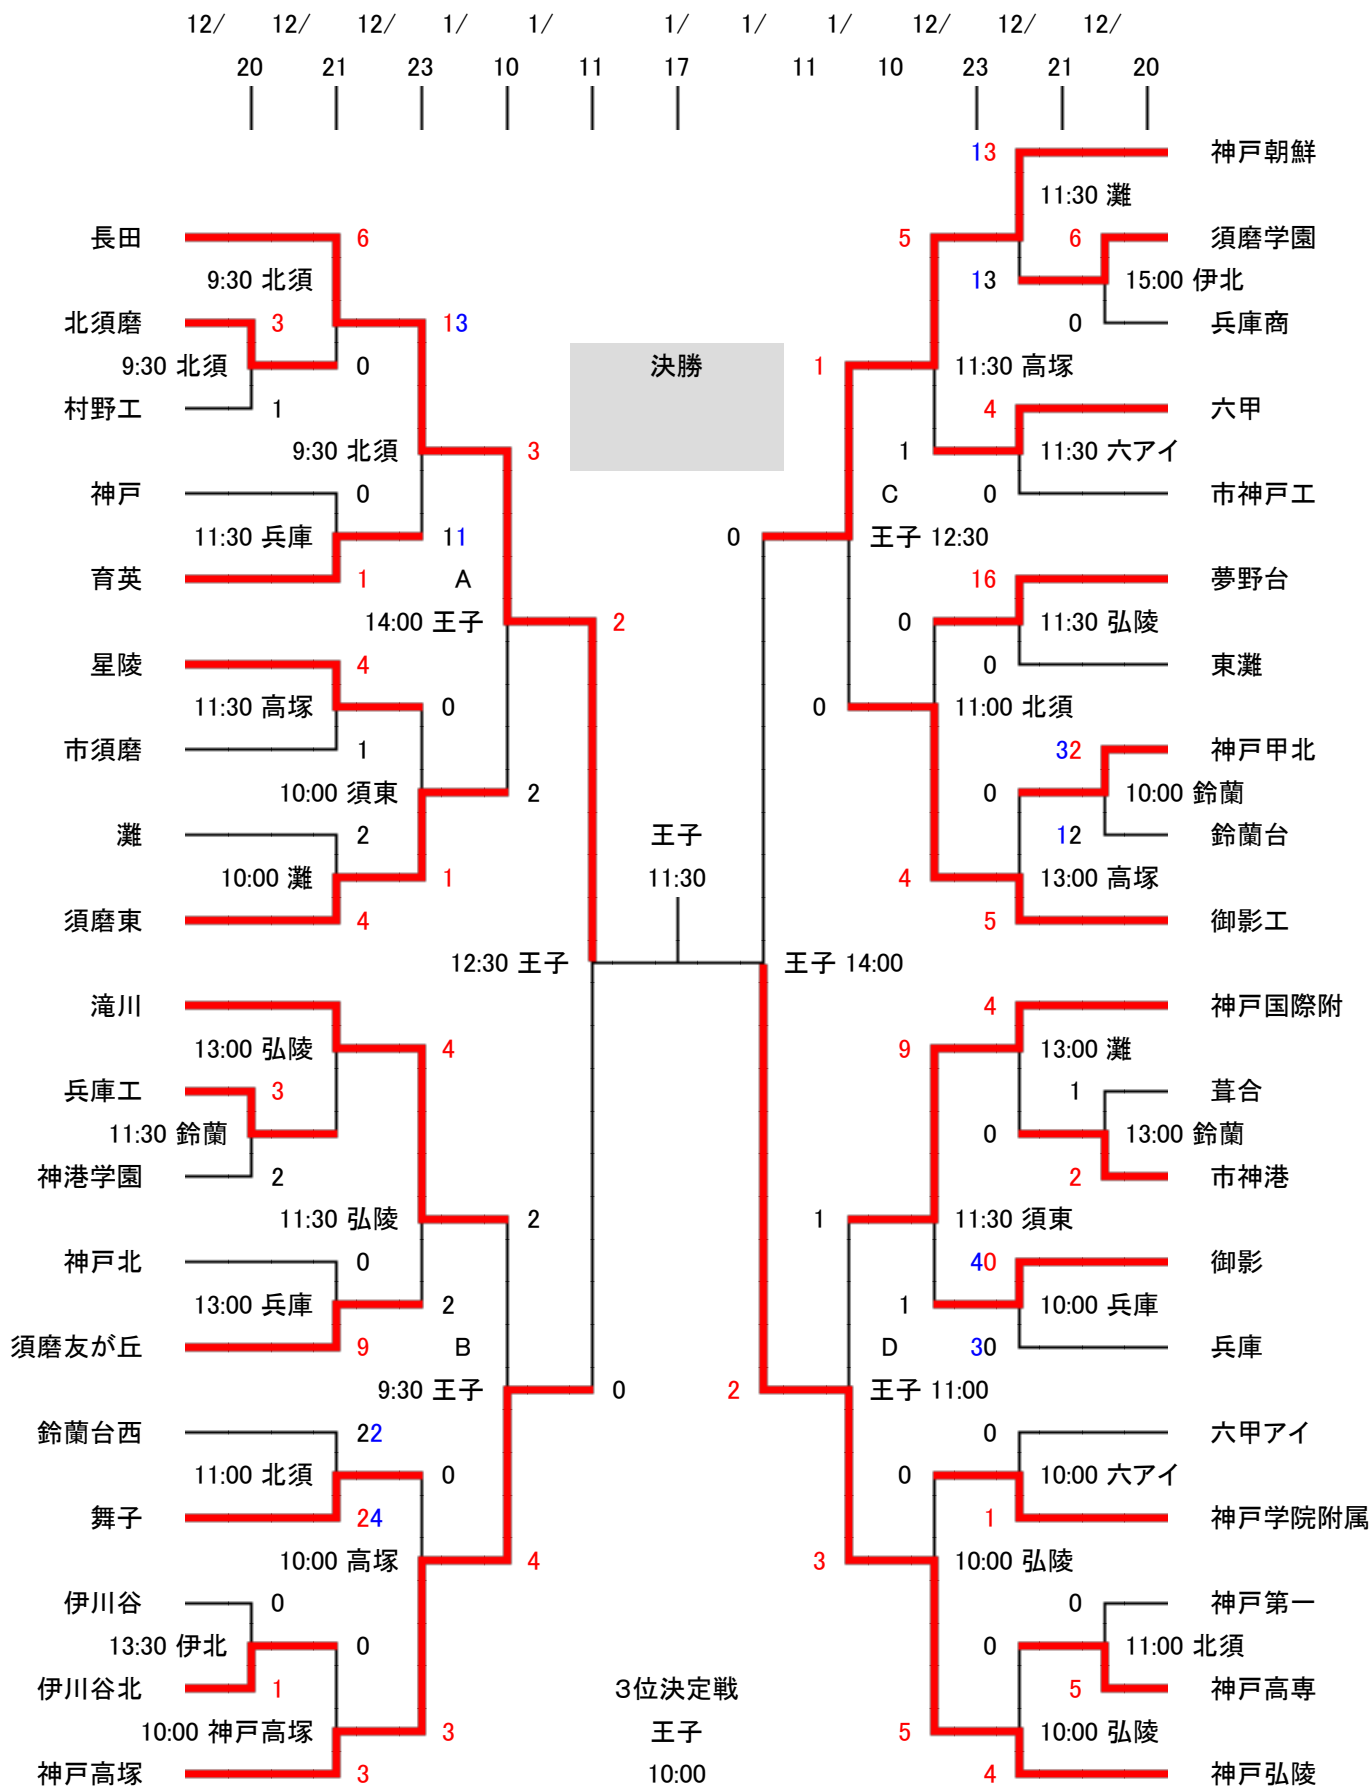 12/ 12/ 12/ 1/ 1/ 1/ 1/ 1/ 12/ 12/ 12/
20 21 23 10 11 17 11 10 23 21 20
13 神戸朝鮮
11:30 灘
長田 6 5 6 須磨学園
9:30 北須 13 15:00 伊北
北須磨 3 13 0 兵庫商
9:30 北須 0 決勝 1 11:30 高塚
村野工 1 4 六甲
9:30 北須 3 1 11:30 六アイ
神戸 0 C 0 市神戸工
11:30 兵庫 11 0 王子 12:30
育英 1 A 16 夢野台
14:00 王子 2 0 11:30 弘陵
星陵 4 0 東灘
11:30 高塚 0 0 11:00 北須
市須磨 1 32 神戸甲北
10:00 須東 2 0 10:00 鈴蘭
灘 2 王子 12 鈴蘭台
10:00 灘 1 11:30 4 13:00 高塚
須磨東 4 5 御影工
12:30 王子 王子 14:00
滝川 4 神戸国際附
13:00 弘陵 4 9 13:00 灘
兵庫工 3 1 葺合
11:30 鈴蘭 0 13:00 鈴蘭
神港学園 2 2 市神港
11:30 弘陵 2 1 11:30 須東
神戸北 0 40 御影
13:00 兵庫 2 1 10:00 兵庫
須磨友が丘 9 B D 30 兵庫
9:30 王子 0 2 王子 11:00
鈴蘭台西 22 0 六甲アイ
11:00 北須 0 0 10:00 六アイ
舞子 24 1 神戸学院附属
10:00 高塚 4 3 10:00 弘陵
伊川谷 0 0 神戸第一
13:30 伊北 0 0 11:00 北須
伊川谷北 1 3位決定戦 5 神戸高専
10:00 神戸高塚 3 王子 5 10:00 弘陵
神戸高塚 3 10:00 4 神戸弘陵